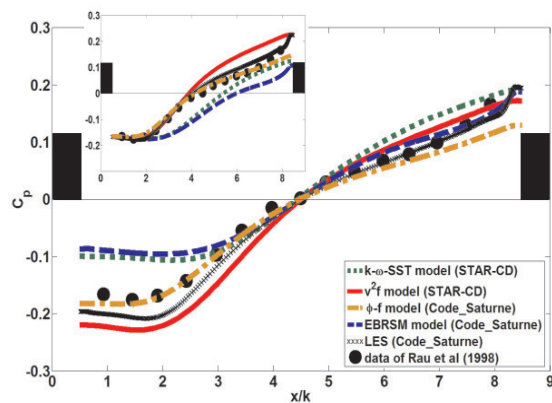 0.3
0.2
0.1
0
-0.1
-0.2
-0.3
C_p
0 1 2 3 4 5 6 7 8 9
x/k
0.3
0.2
0.1
0
-0.1
-0.2
0 2 4 6 8
k-ω-SST model (STAR-CD)
v²f model (STAR-CD)
ϕ-f model (Code_Saturne)
EBRSM model (Code_Saturne)
LES (Code_Saturne)
data of Rau et al (1998)